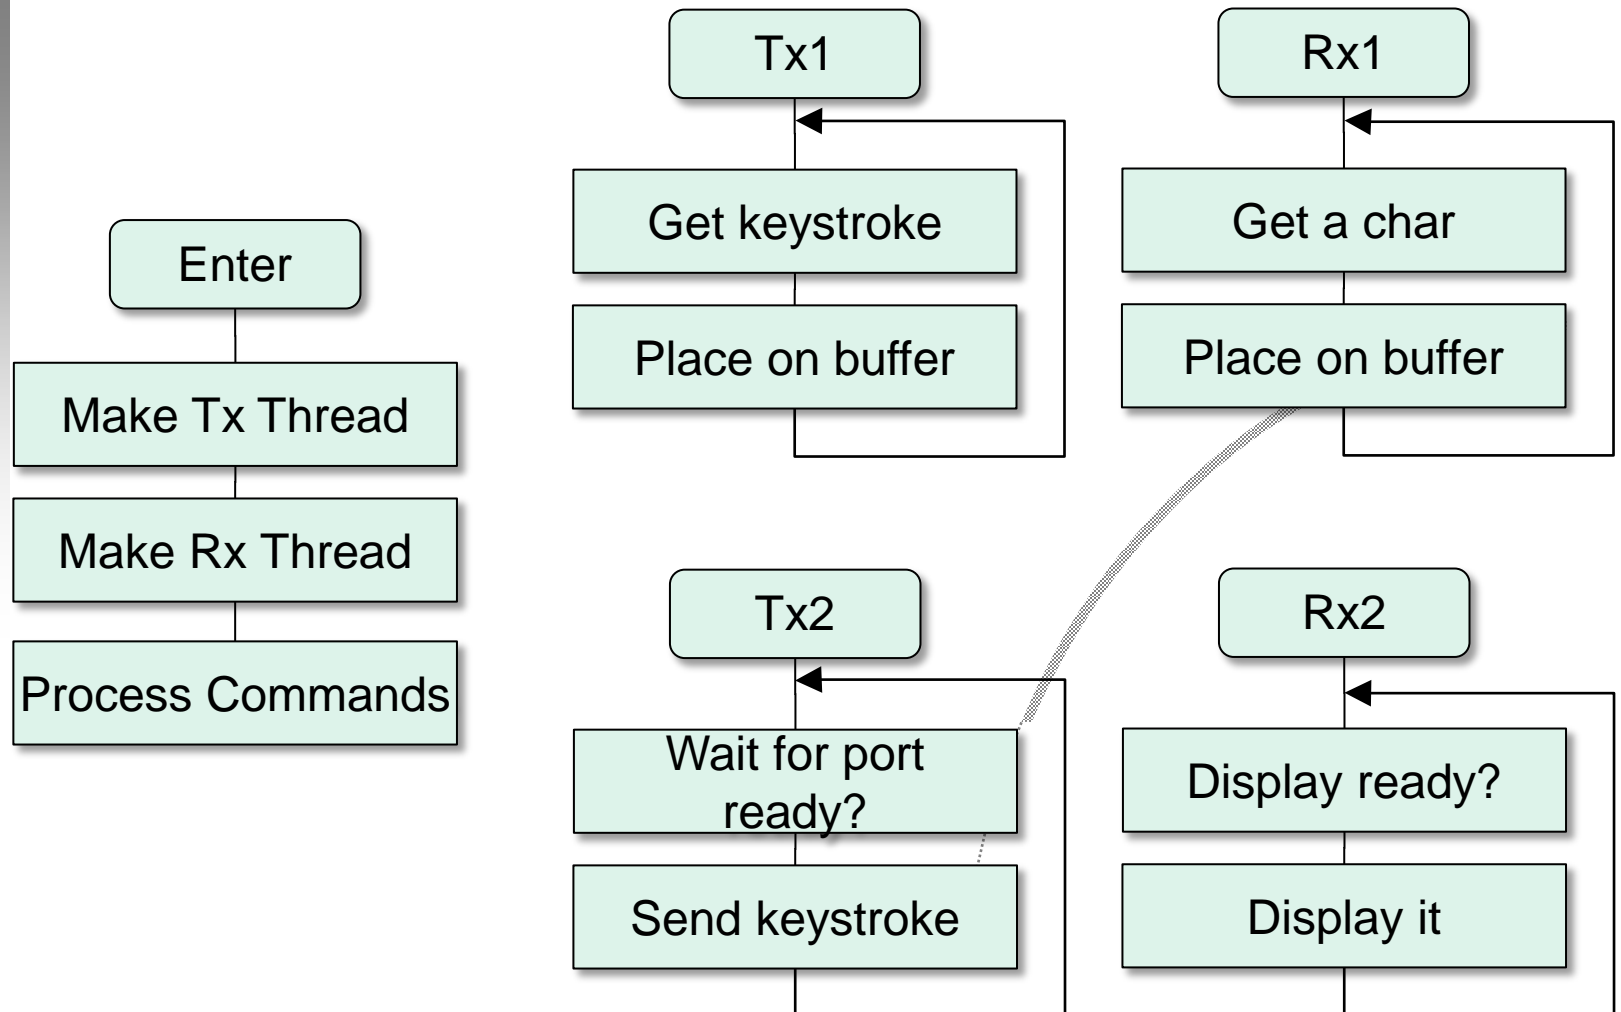 Enter
Make Tx Thread
Make Rx Thread
Process Commands
Tx1
Get keystroke
Place on buffer
Rx1
Get a char
Place on buffer
Tx2
Wait for port
ready?
Send keystroke
Rx2
Display ready?
Display it